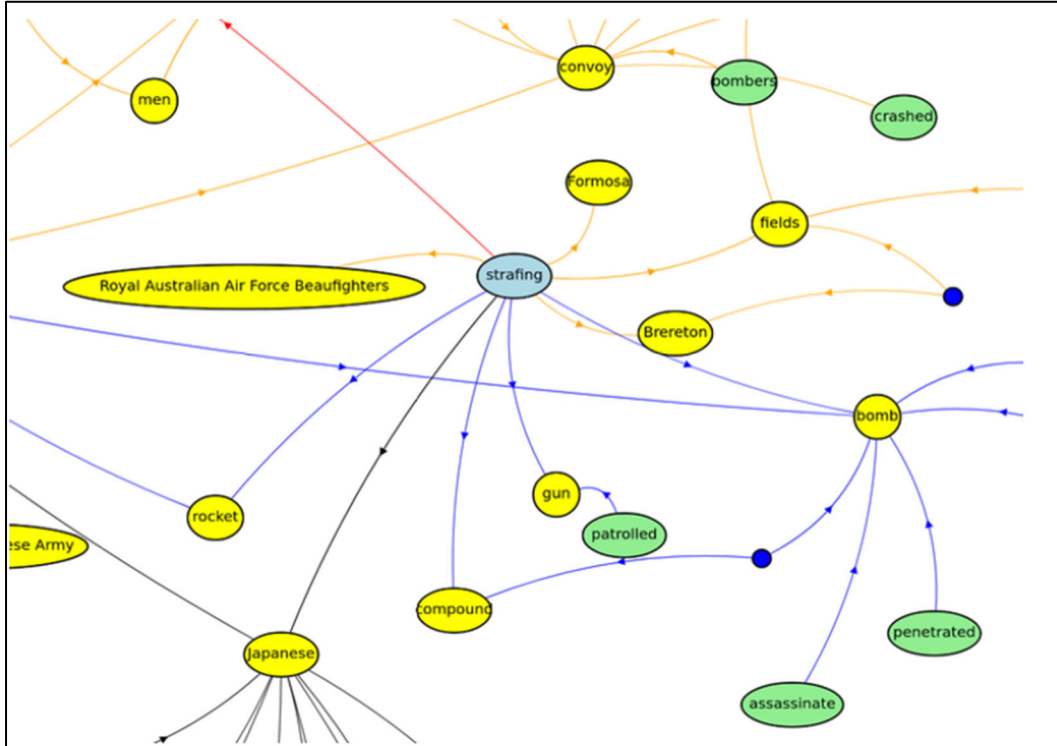 convoy
bombers
men
crashed
Formosa
fields
strafing
Royal Australian Air Force Beaufighters
Brereton
bomb
gun
rocket
patrolled
ese Army
compound
penetrated
Japanese
assassinate